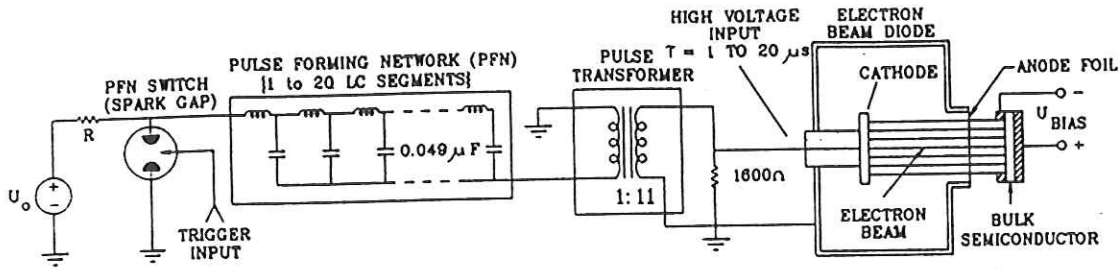 PFN SWITCH
(SPARK GAP)
R
U₀
TRIGGER
INPUT
PULSE FORMING NETWORK (PFN)
{1 to 20 LC SEGMENTS}
0.049 μF
PULSE
TRANSFORMER
1:11
HIGH VOLTAGE
INPUT
T = 1 TO 20 μs
1600Ω
ELECTRON
BEAM DIODE
CATHODE
ANODE FOIL
U BIAS
ELECTRON
BEAM
BULK
SEMICONDUCTOR